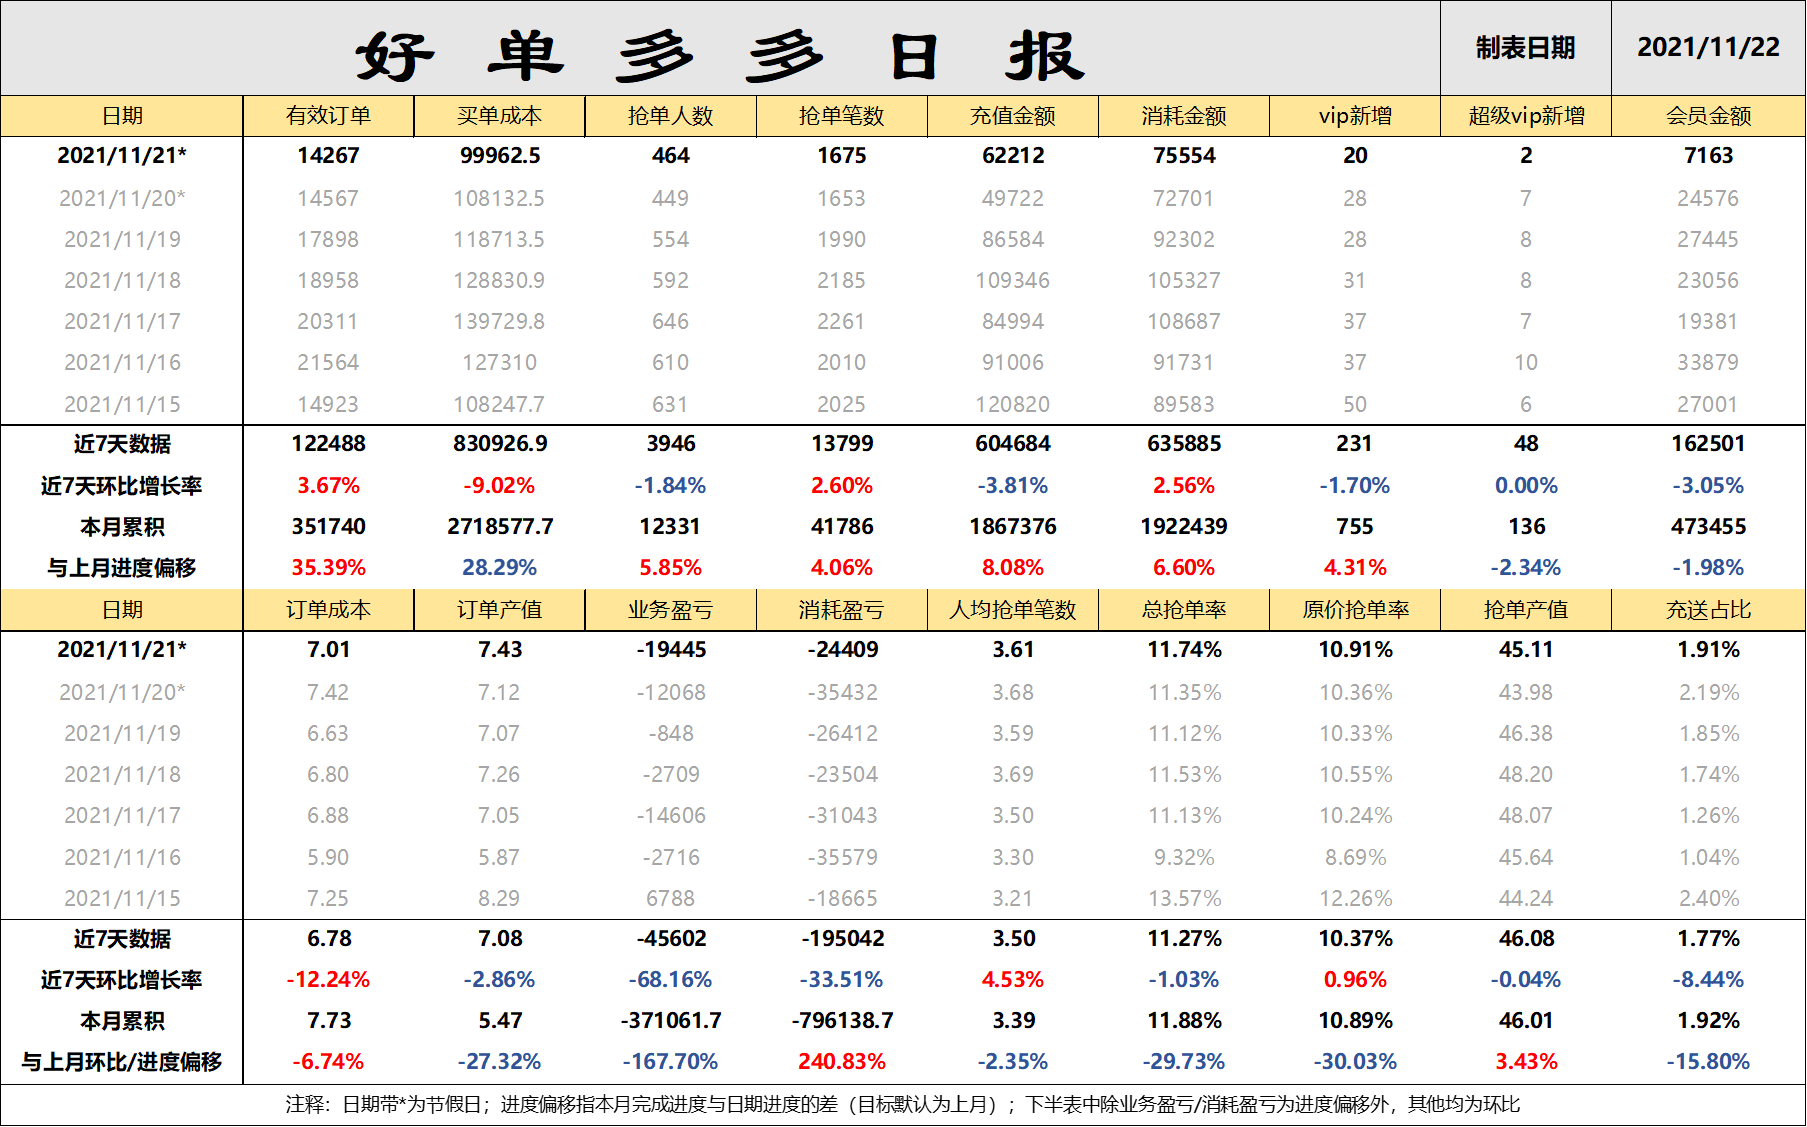 好单多多日报 制表日期 2021/11/22
日期 有效订单 买单成本 抢单人数 抢单笔数 充值金额 消耗金额 vip新增 超级vip新增 会员金额
2021/11/21* 14267 99962.5 464 1675 62212 75554 20 2 7163
2021/11/20* 14567 108132.5 449 1653 49722 72701 28 7 24576
2021/11/19 17898 118713.5 554 1990 86584 92302 28 8 27445
2021/11/18 18958 128830.9 592 2185 109346 105327 31 8 23056
2021/11/17 20311 139729.8 646 2261 84994 108687 37 7 19381
2021/11/16 21564 127310 610 2010 91006 91731 37 10 33879
2021/11/15 14923 108247.7 631 2025 120820 89583 50 6 27001
近7天数据 122488 830926.9 3946 13799 604684 635885 231 48 162501
近7天环比增长率 3.67% -9.02% -1.84% 2.60% -3.81% 2.56% -1.70% 0.00% -3.05%
本月累积 351740 2718577.7 12331 41786 1867376 1922439 755 136 473455
与上月进度偏移 35.39% 28.29% 5.85% 4.06% 8.08% 6.60% 4.31% -2.34% -1.98%
日期 订单成本 订单产值 业务盈亏 消耗盈亏 人均抢单笔数 总抢单率 原价抢单率 抢单产值 充送占比
2021/11/21* 7.01 7.43 -19445 -24409 3.61 11.74% 10.91% 45.11 1.91%
2021/11/20* 7.42 7.12 -12068 -35432 3.68 11.35% 10.36% 43.98 2.19%
2021/11/19 6.63 7.07 -848 -26412 3.59 11.12% 10.33% 46.38 1.85%
2021/11/18 6.80 7.26 -2709 -23504 3.69 11.53% 10.55% 48.20 1.74%
2021/11/17 6.88 7.05 -14606 -31043 3.50 11.13% 10.24% 48.07 1.26%
2021/11/16 5.90 5.87 -2716 -35579 3.30 9.32% 8.69% 45.64 1.04%
2021/11/15 7.25 8.29 6788 -18665 3.21 13.57% 12.26% 44.24 2.40%
近7天数据 6.78 7.08 -45602 -195042 3.50 11.27% 10.37% 46.08 1.77%
近7天环比增长率 -12.24% -2.86% -68.16% -33.51% 4.53% -1.03% 0.96% -0.04% -8.44%
本月累积 7.73 5.47 -371061.7 -796138.7 3.39 11.88% 10.89% 46.01 1.92%
与上月环比/进度偏移 -6.74% -27.32% -167.70% 240.83% -2.35% -29.73% -30.03% 3.43% -15.80%
注释：日期带*为节假日；进度偏移指本月完成进度与日期进度的差（目标默认为上月）；下半表中除业务盈亏/消耗盈亏为进度偏移外，其他均为环比